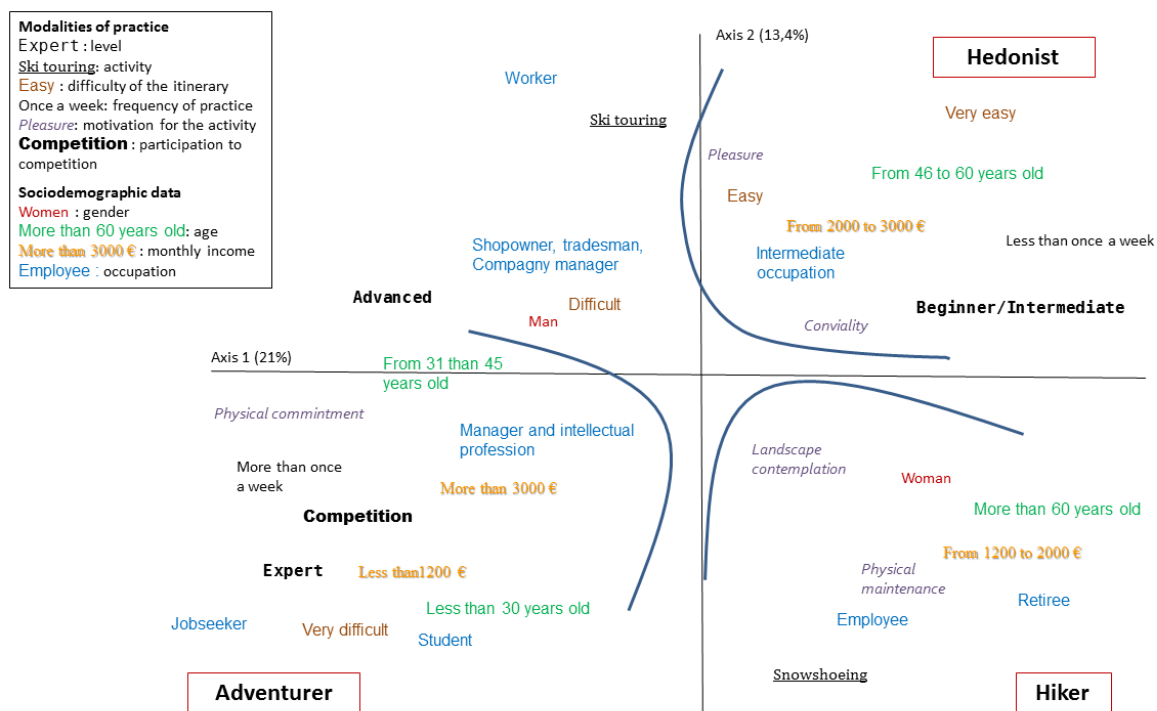 Modalities of practice
Expert : level
Ski touring: activity
Easy : difficulty of the itinerary
Once a week: frequency of practice
Pleasure: motivation for the activity
Competition : participation to
competition
Sociodemographic data
Women : gender
More than 60 years old: age
More than 3000 € : monthly income
Employee : occupation
Axis 2 (13,4%)
Hedonist
Worker
Ski touring
Very easy
Pleasure
From 46 to 60 years old
Easy
From 2000 to 3000 €
Less than once a week
Shopowner, tradesman,
Compagny manager
Intermediate
occupation
Advanced
Difficult
Man
Beginner/Intermediate
Conviality
Axis 1 (21%)
From 31 than 45
years old
Physical commintment
Manager and intellectual
profession
More than once
a week
More than 3000 €
Competition
Expert
Less than1200 €
Less than 30 years old
Jobseeker
Very difficult
Student
Adventurer
Landscape
contemplation
Woman
More than 60 years old
From 1200 to 2000 €
Physical
maintenance
Retiree
Employee
Snowshoeing
Hiker